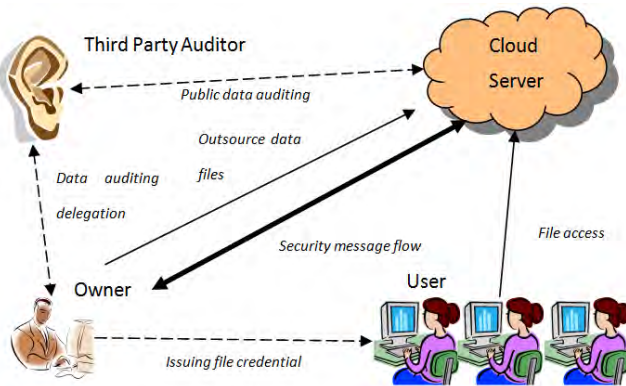 Third Party Auditor
Cloud
Server
Public data auditing
Outsource data
files
Data auditing
delegation
Security message flow
File access
Owner
User
Issuing file credential